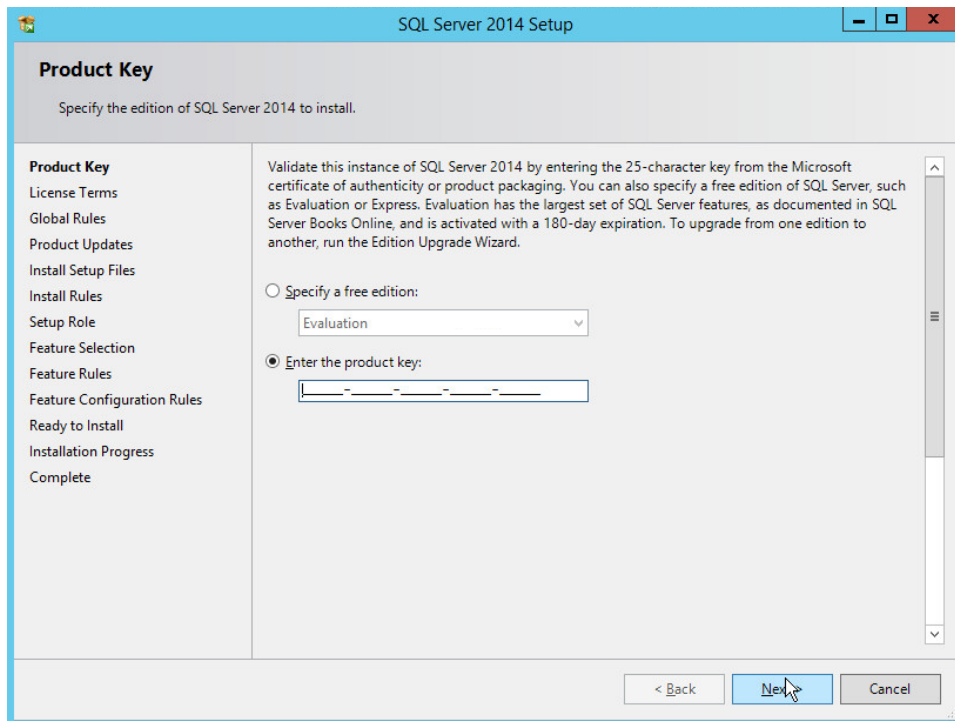 SQL Server 2014 Setup
Product Key
Specify the edition of SQL Server 2014 to install.
Product Key
License Terms
Global Rules
Product Updates
Install Setup Files
Install Rules
Setup Role
Feature Selection
Feature Rules
Feature Configuration Rules
Ready to Install
Installation Progress
Complete
Validate this instance of SQL Server 2014 by entering the 25-character key from the Microsoft
certificate of authenticity or product packaging. You can also specify a free edition of SQL Server, such
as Evaluation or Express. Evaluation has the largest set of SQL Server features, as documented in SQL
Server Books Online, and is activated with a 180-day expiration. To upgrade from one edition to
another, run the Edition Upgrade Wizard.
Specify a free edition:
Evaluation
Enter the product key:
_____-_____-_____-_____-_____
< Back
Next >
Cancel